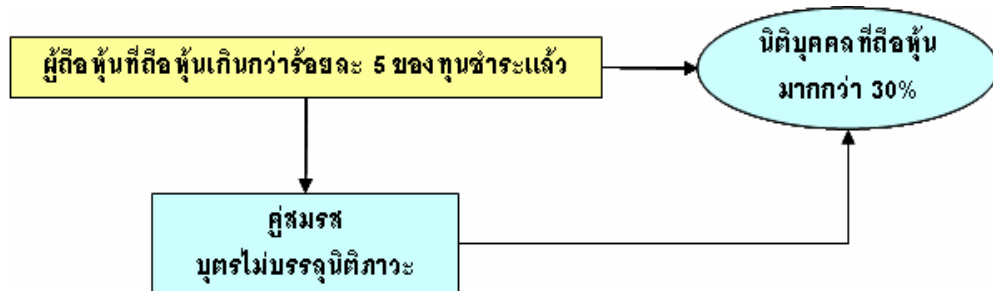 ผู้ถือหุ้นที่ถือหุ้นเกินกว่าร้อยละ 5 ของทุนชำระแล้ว
นิติบุคคลที่ถือหุ้น
มากกว่า 30%
คู่สมรส
บุตรไม่บรรลุนิติภาวะ